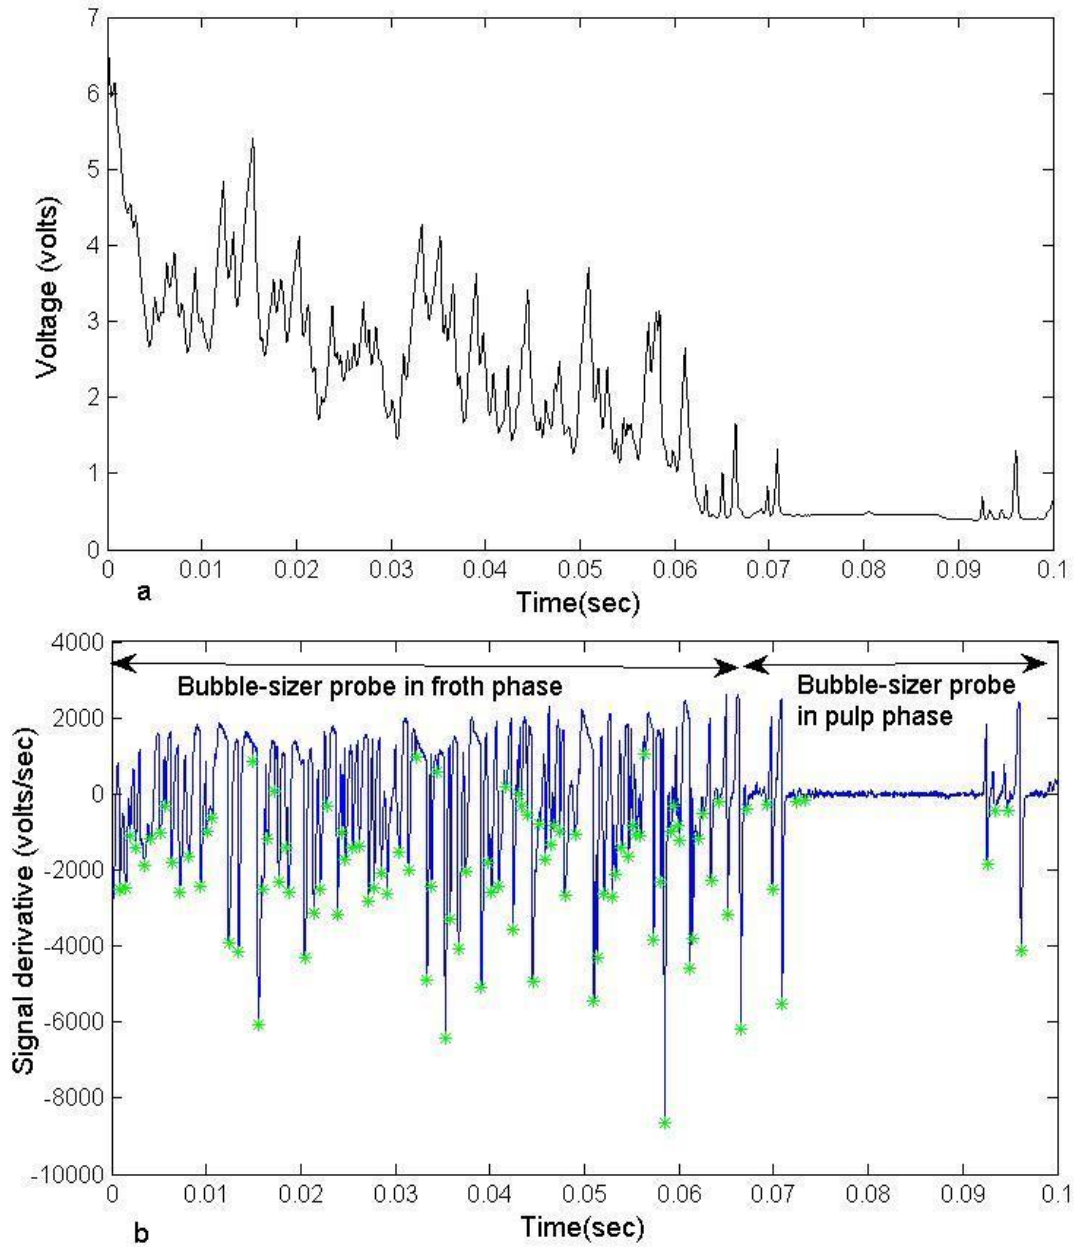 7
6
5
4
3
2
1
0
Voltage (volts)
0 0.01 0.02 0.03 0.04 0.05 0.06 0.07 0.08 0.09 0.1
a
Time(sec)
4000
2000
0
-2000
-4000
-6000
-8000
-10000
Signal derivative (volts/sec)
Bubble-sizer probe in froth phase
Bubble-sizer probe
in pulp phase
0 0.01 0.02 0.03 0.04 0.05 0.06 0.07 0.08 0.09 0.1
b
Time(sec)